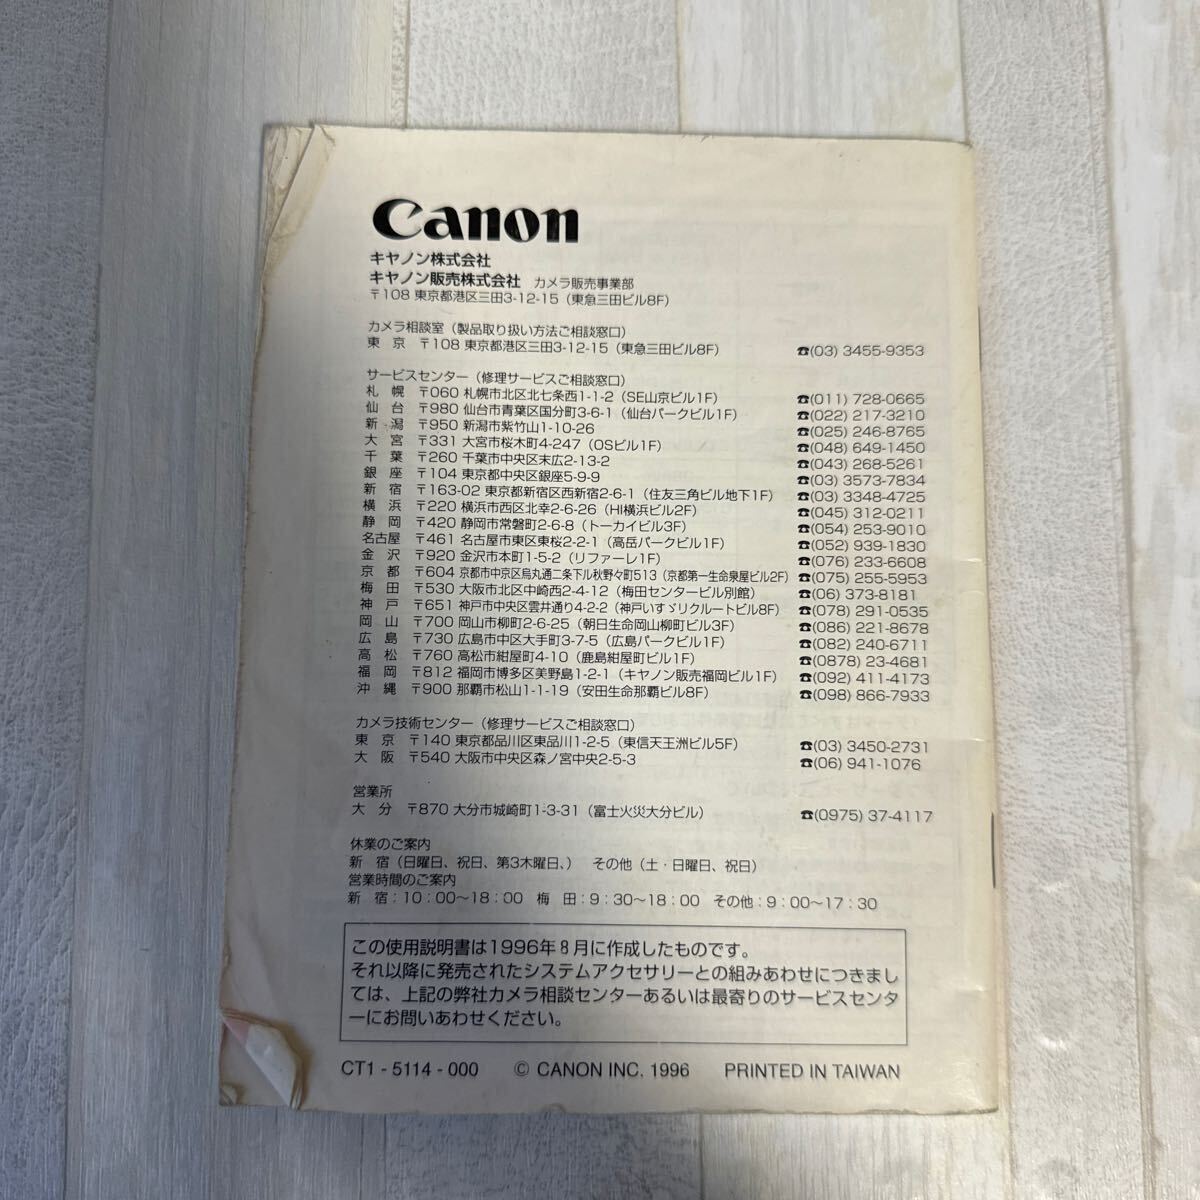 Canon
キヤノン株式会社
キヤノン販売株式会社 カメラ販売事業部
〒108 東京都港区三田3-12-15（東急三田ビル8F）
カメラ相談室（製品取り扱い方法ご相談窓口）
東 京 〒108 東京都港区三田3-12-15（東急三田ビル8F） ☎(03) 3455-9353
サービスセンター（修理サービスご相談窓口）
札 幌 〒060 札幌市北区北七条西1-1-2（SE山京ビル1F） ☎(011) 728-0665
仙 台 〒980 仙台市青葉区国分町3-6-1（仙台パークビル1F） ☎(022) 217-3210
新 潟 〒950 新潟市紫竹山1-10-26 ☎(025) 246-8765
大 宮 〒331 大宮市桜木町4-247（OSビル1F） ☎(048) 649-1450
千 葉 〒260 千葉市中央区末広2-13-2 ☎(043) 268-5261
銀 座 〒104 東京都中央区銀座5-9-9 ☎(03) 3573-7834
新 宿 〒163-02 東京都新宿区西新宿2-6-1（住友三角ビル地下1F） ☎(03) 3348-4725
横 浜 〒220 横浜市西区北幸2-6-26（HI横浜ビル2F） ☎(045) 312-0211
静 岡 〒420 静岡市常磐町2-6-8（トーカイビル3F） ☎(054) 253-9010
名古屋 〒461 名古屋市東区東桜2-2-1（高岳パークビル1F） ☎(052) 939-1830
金 沢 〒920 金沢市本町1-5-2（リファーレ1F） ☎(076) 233-6608
京 都 〒604 京都市中京区烏丸通二条下ル秋野々町513（京都第一生命泉屋ビル2F） ☎(075) 255-5953
梅 田 〒530 大阪市北区中崎西2-4-12（梅田センタービル別館） ☎(06) 373-8181
神 戸 〒651 神戸市中央区雲井通り4-2-2（神戸いすゞリクルートビル8F） ☎(078) 291-0535
岡 山 〒700 岡山市柳町2-6-25（朝日生命岡山柳町ビル3F） ☎(086) 221-8678
広 島 〒730 広島市中区大手町3-7-5（広島パークビル1F） ☎(082) 240-6711
高 松 〒760 高松市紺屋町4-10（鹿島紺屋町ビル1F） ☎(0878) 23-4681
福 岡 〒812 福岡市博多区美野島1-2-1（キヤノン販売福岡ビル1F） ☎(092) 411-4173
沖 縄 〒900 那覇市松山1-1-19（安田生命那覇ビル8F） ☎(098) 866-7933
カメラ技術センター（修理サービスご相談窓口）
東 京 〒140 東京都品川区東品川1-2-5（東信天王洲ビル5F） ☎(03) 3450-2731
大 阪 〒540 大阪市中央区森ノ宮中央2-5-3 ☎(06) 941-1076
営業所
大 分 〒870 大分市城崎町1-3-31（富士火災大分ビル） ☎(0975) 37-4117
休業のご案内
新 宿（日曜日、祝日、第3木曜日、） その他（土・日曜日、祝日）
営業時間のご案内
新 宿：10：00～18：00 梅 田：9：30～18：00 その他：9：00～17：30
この使用説明書は1996年8月に作成したものです。
それ以降に発売されたシステムアクセサリーとの組みあわせにつきまし
ては、上記の弊社カメラ相談センターあるいは最寄りのサービスセンタ
ーにお問いあわせください。
CT1 - 5114 - 000 © CANON INC. 1996 PRINTED IN TAIWAN